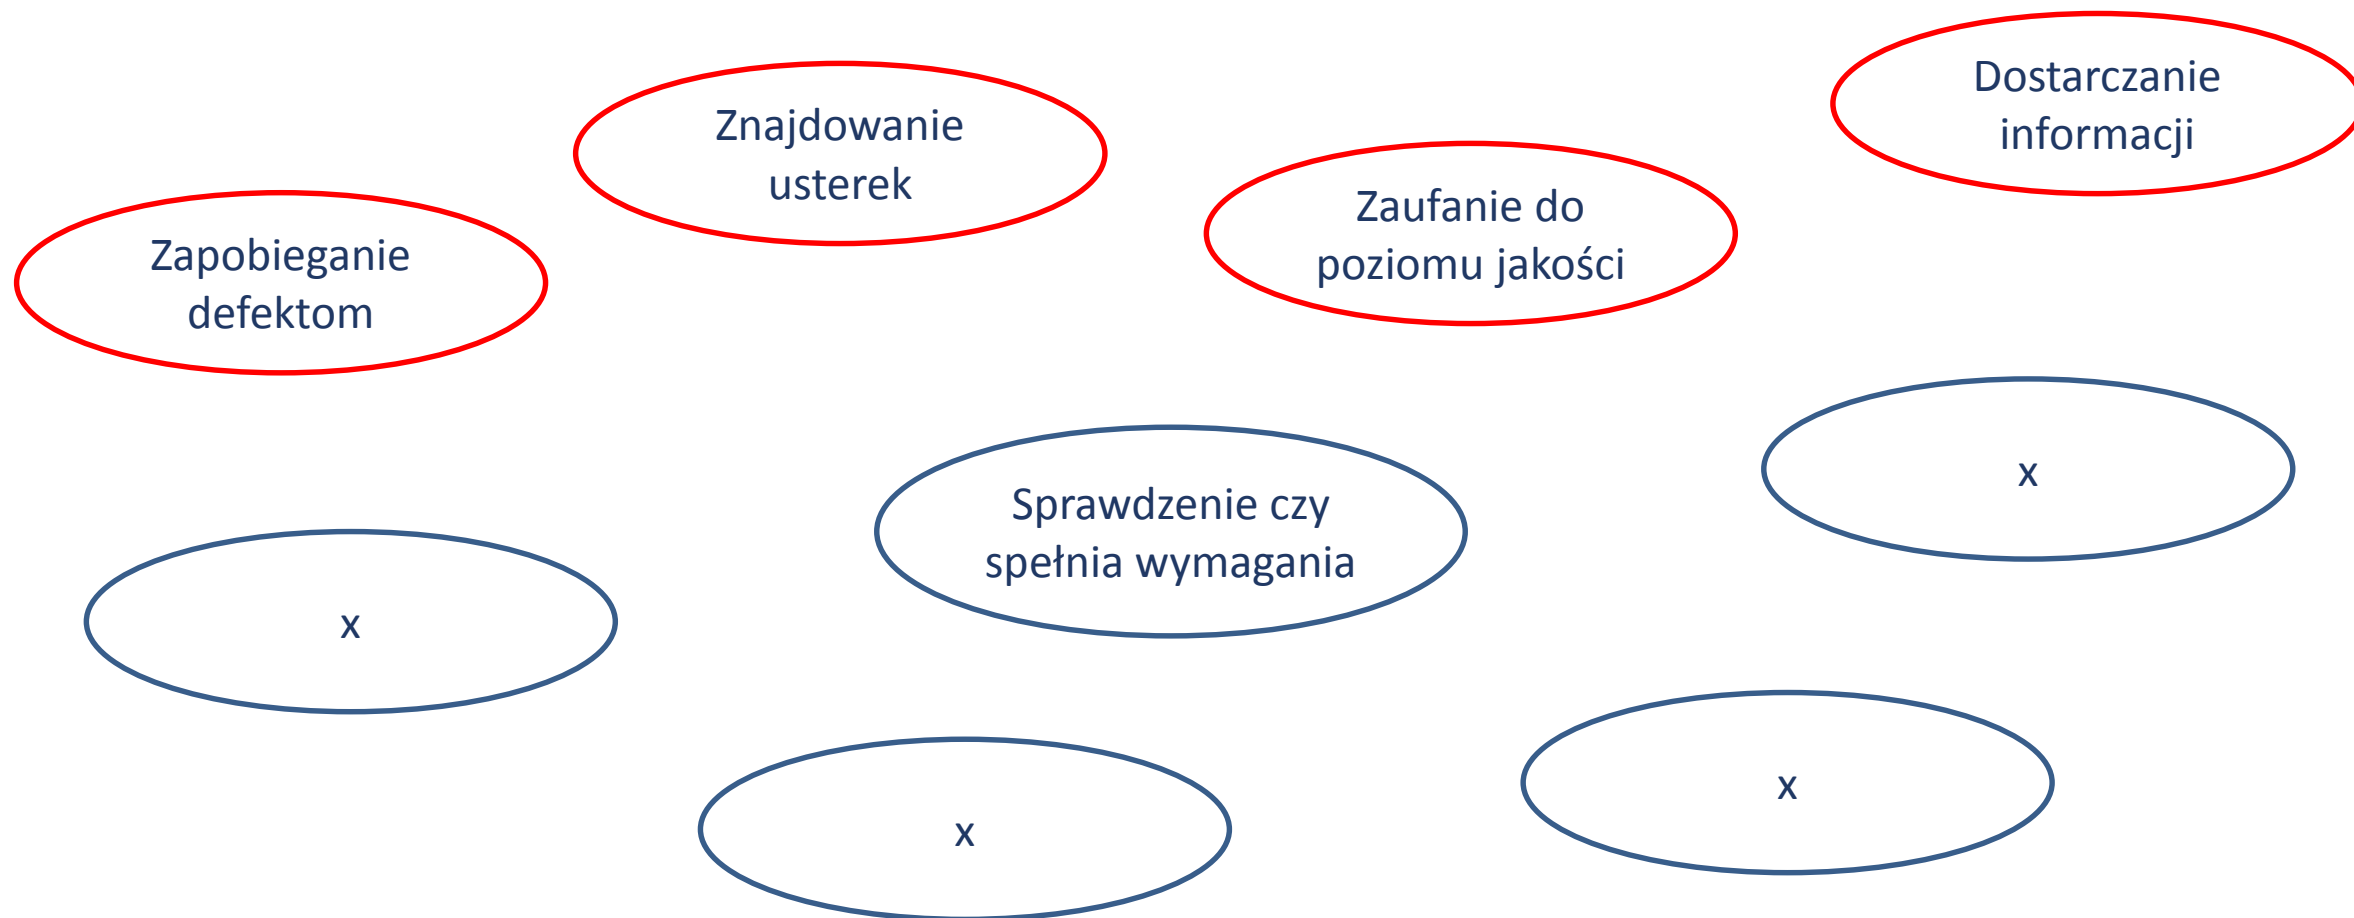 Dostarczanie
informacji
Znajdowanie
usterek
Zaufanie do
poziomu jakości
Zapobieganie
defektom
x
Sprawdzenie czy
spełnia wymagania
x
x
x